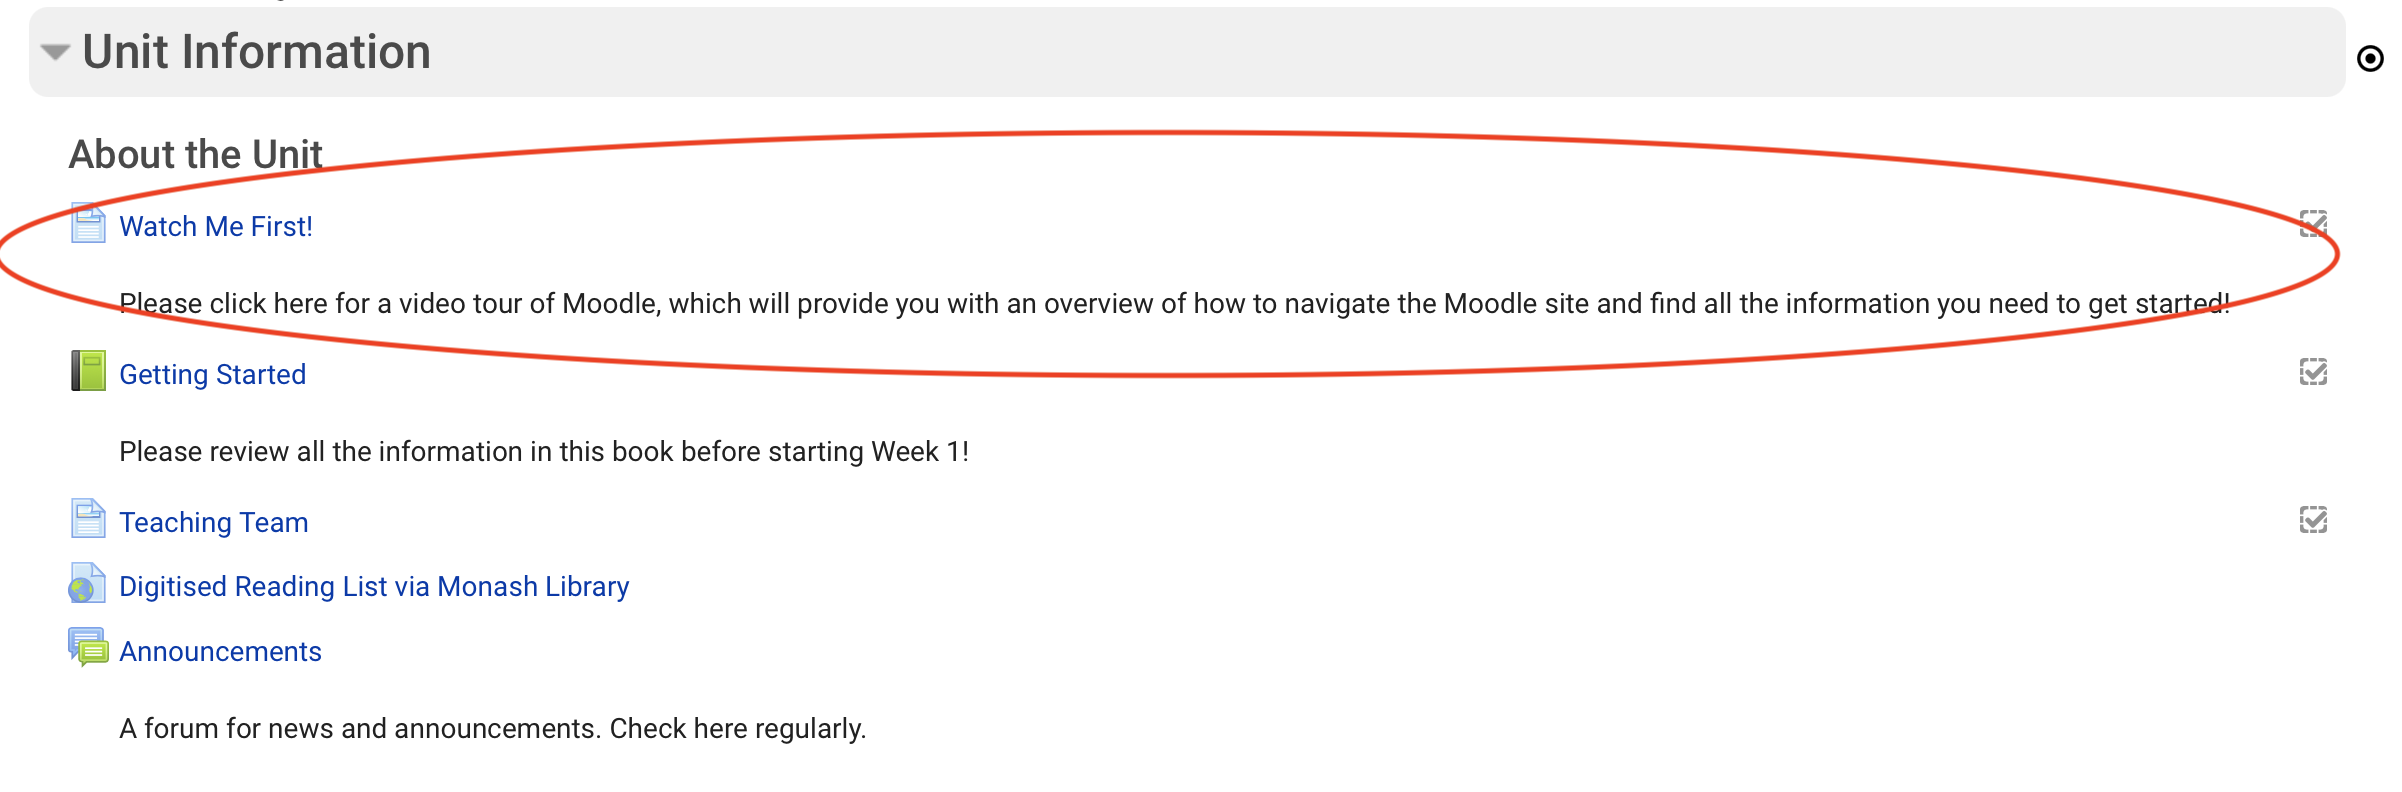 Unit Information
About the Unit
Watch Me First!
Please click here for a video tour of Moodle, which will provide you with an overview of how to navigate the Moodle site and find all the information you need to get started!
Getting Started
Please review all the information in this book before starting Week 1!
Teaching Team
Digitised Reading List via Monash Library
Announcements
A forum for news and announcements. Check here regularly.